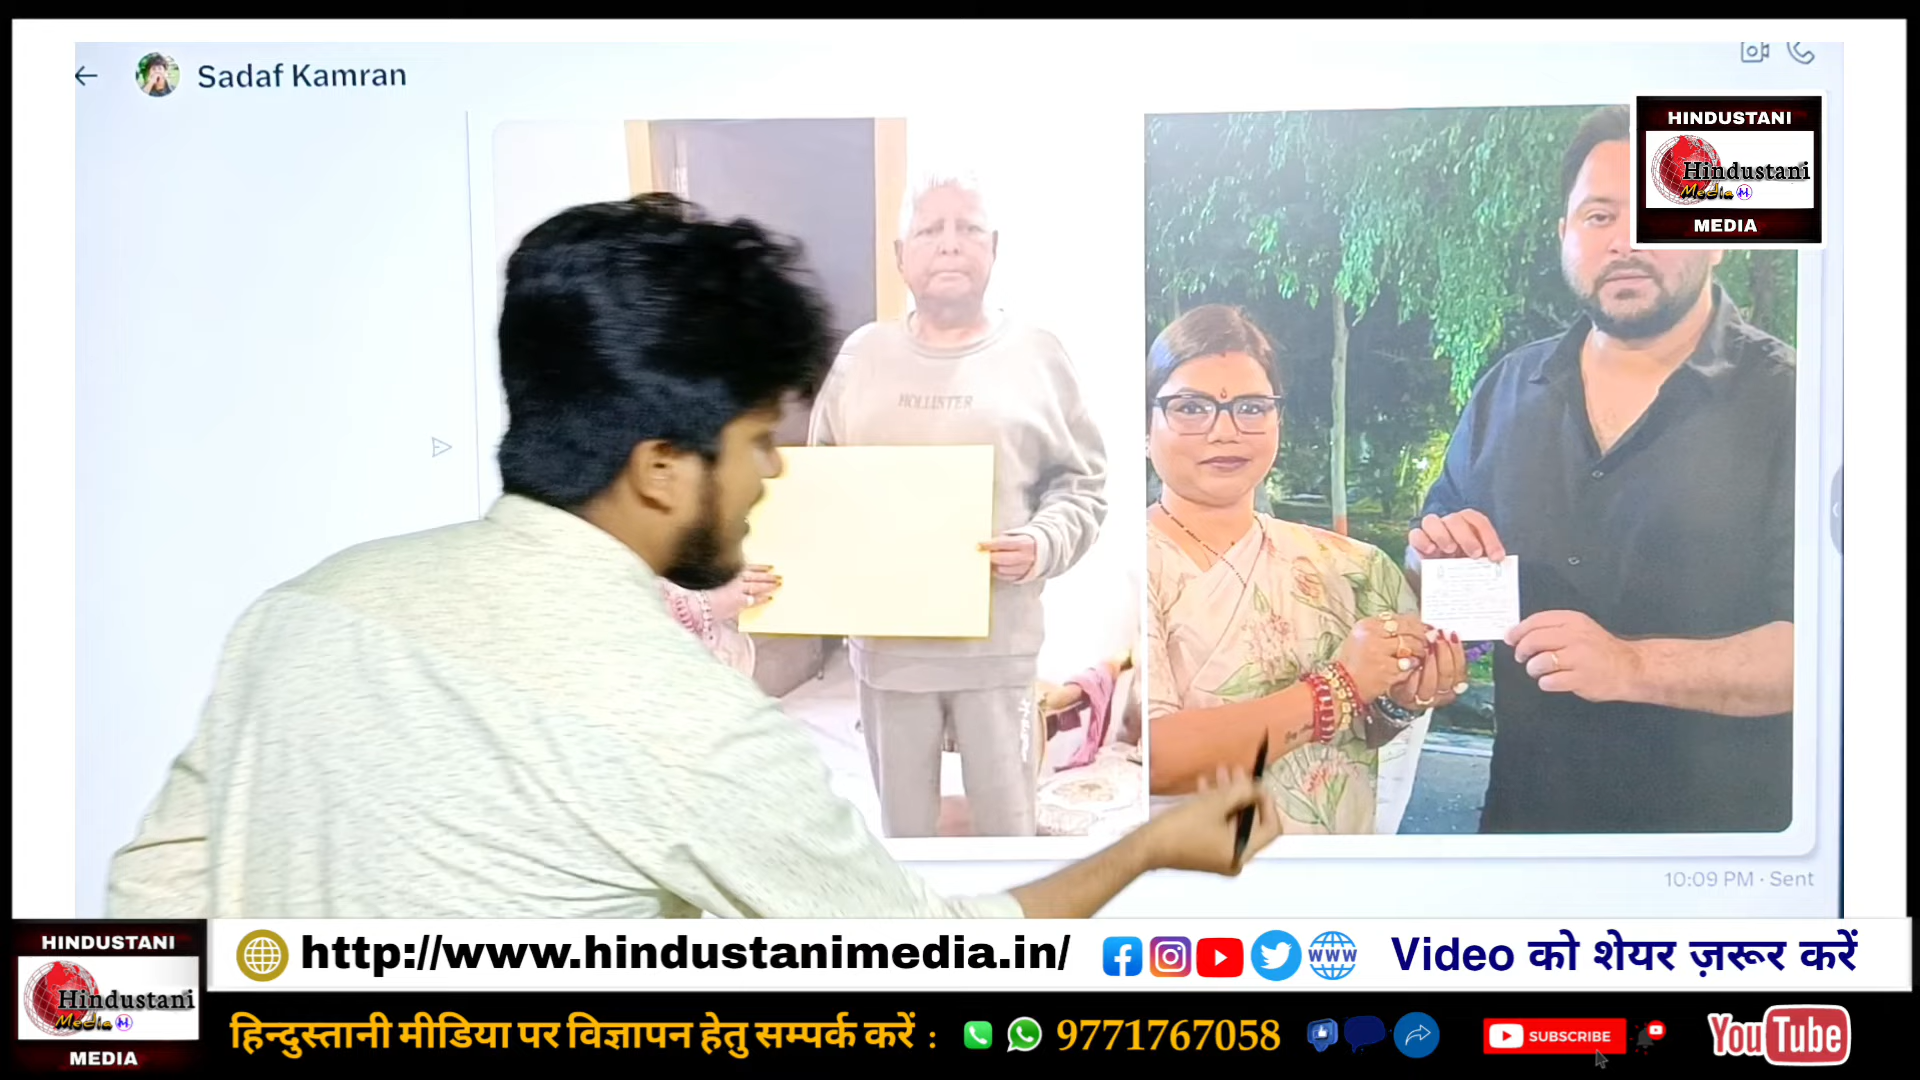 Sadaf Kamran
HINDUSTANI
Hindustani
Media M
MEDIA
HOLLISTER
10:09 PM · Sent
HINDUSTANI
Hindustani
Media M
MEDIA
http://www.hindustanimedia.in/
WWW
Video को शेयर ज़रूर करें
हिन्दुस्तानी मीडिया पर विज्ञापन हेतु सम्पर्क करें : 9771767058
SUBSCRIBE
YouTube